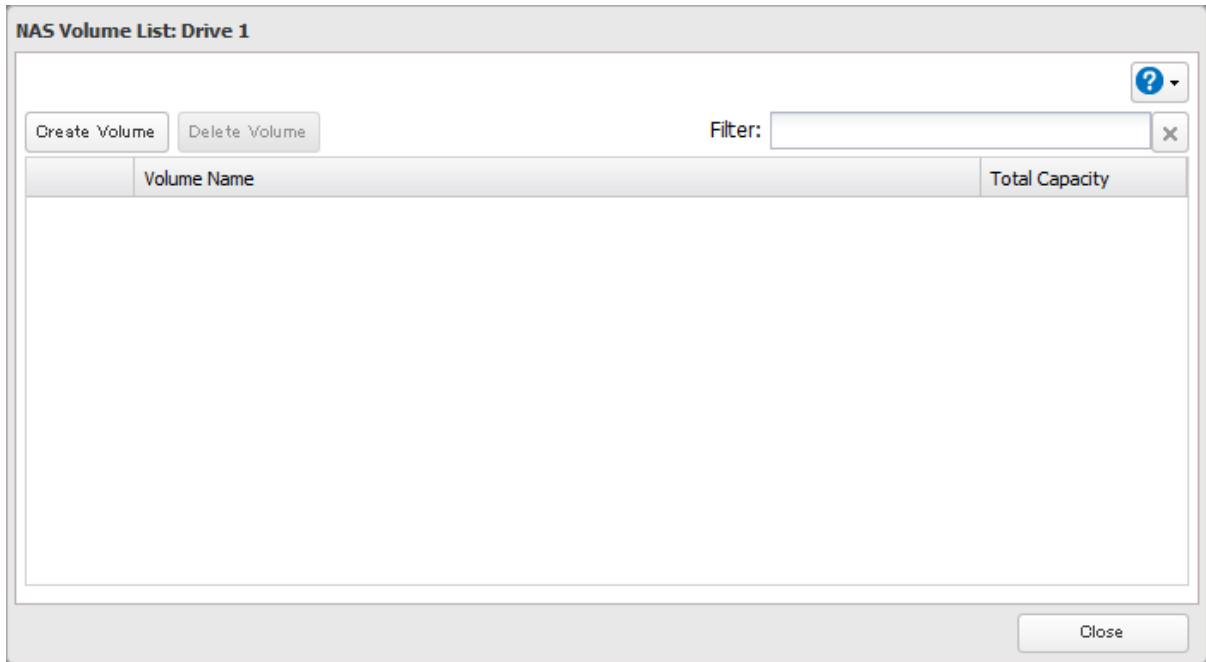 NAS Volume List: Drive 1
Create Volume Delete Volume Filter:
Volume Name Total Capacity
Close